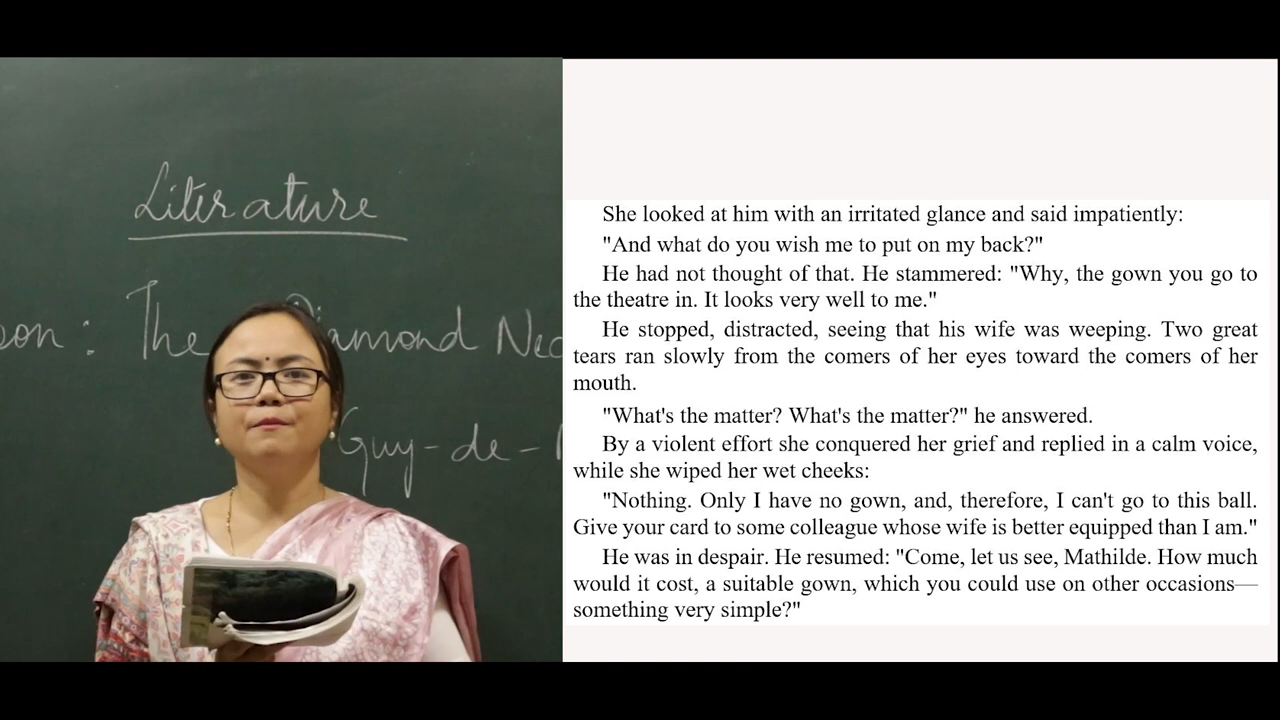 Literature
son: The Diamond Nec
Guy-de-
She looked at him with an irritated glance and said impatiently:
"And what do you wish me to put on my back?"
He had not thought of that. He stammered: "Why, the gown you go to
the theatre in. It looks very well to me."
He stopped, distracted, seeing that his wife was weeping. Two great
tears ran slowly from the comers of her eyes toward the comers of her
mouth.
"What's the matter? What's the matter?" he answered.
By a violent effort she conquered her grief and replied in a calm voice,
while she wiped her wet cheeks:
"Nothing. Only I have no gown, and, therefore, I can't go to this ball.
Give your card to some colleague whose wife is better equipped than I am."
He was in despair. He resumed: "Come, let us see, Mathilde. How much
would it cost, a suitable gown, which you could use on other occasions—
something very simple?"